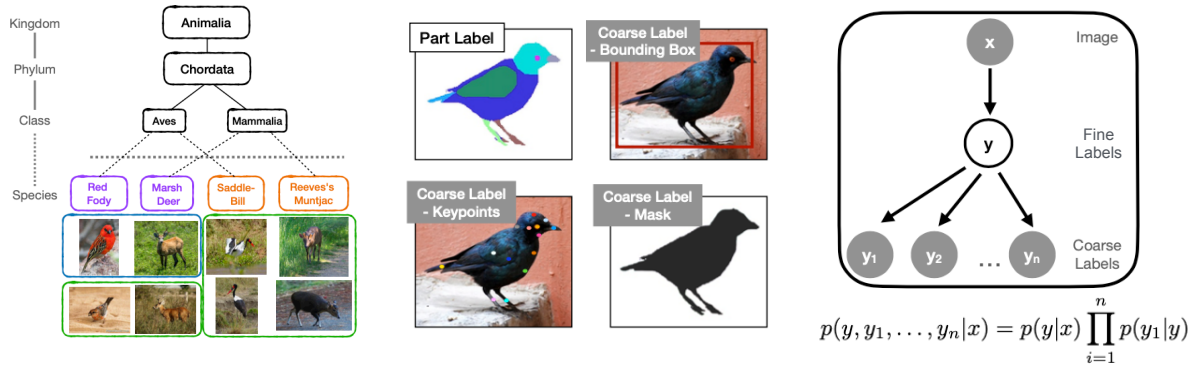 Kingdom
Phylum
Class
Species
Animalia
Chordata
Aves
Mammalia
Red
Fody
Marsh
Deer
Saddle-
Bill
Reeves's
Muntjac
Part Label
Coarse Label
- Bounding Box
Coarse Label
- Keypoints
Coarse Label
- Mask
x
Image
y
Fine
Labels
y₁
y₂
...
yₙ
Coarse
Labels
p(y, y₁, . . . , yₙ|x) = p(y|x) ∏ⁿᵢ₌₁ p(y₁|y)